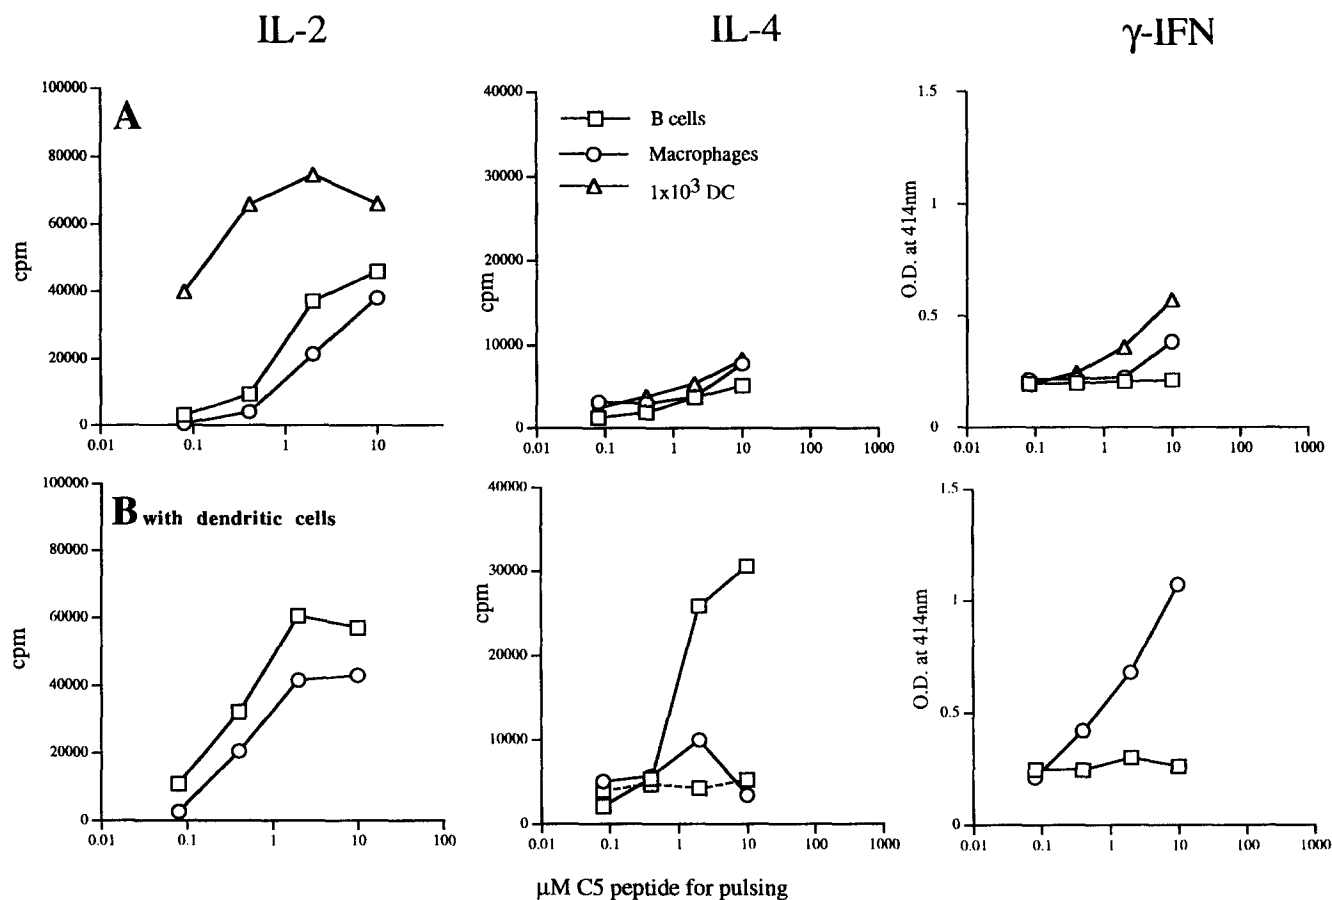 IL-2 IL-4 γ-IFN
A
100000
80000
60000
40000
20000
0
0.01 0.1 1 10
cpm
40000
30000
20000
10000
0
0.01 0.1 1 10 100 1000
cpm
B cells
Macrophages
1x10³ DC
1.5
1
0.5
0
0.01 0.1 1 10 100 1000
O.D. at 414nm
B with dendritic cells
100000
80000
60000
40000
20000
0
0.01 0.1 1 10 100
cpm
40000
30000
20000
10000
0
0.01 0.1 1 10 100 1000
cpm
1.5
1
0.5
0
0.01 0.1 1 10 100 1000
O.D. at 414nm
μM C5 peptide for pulsing